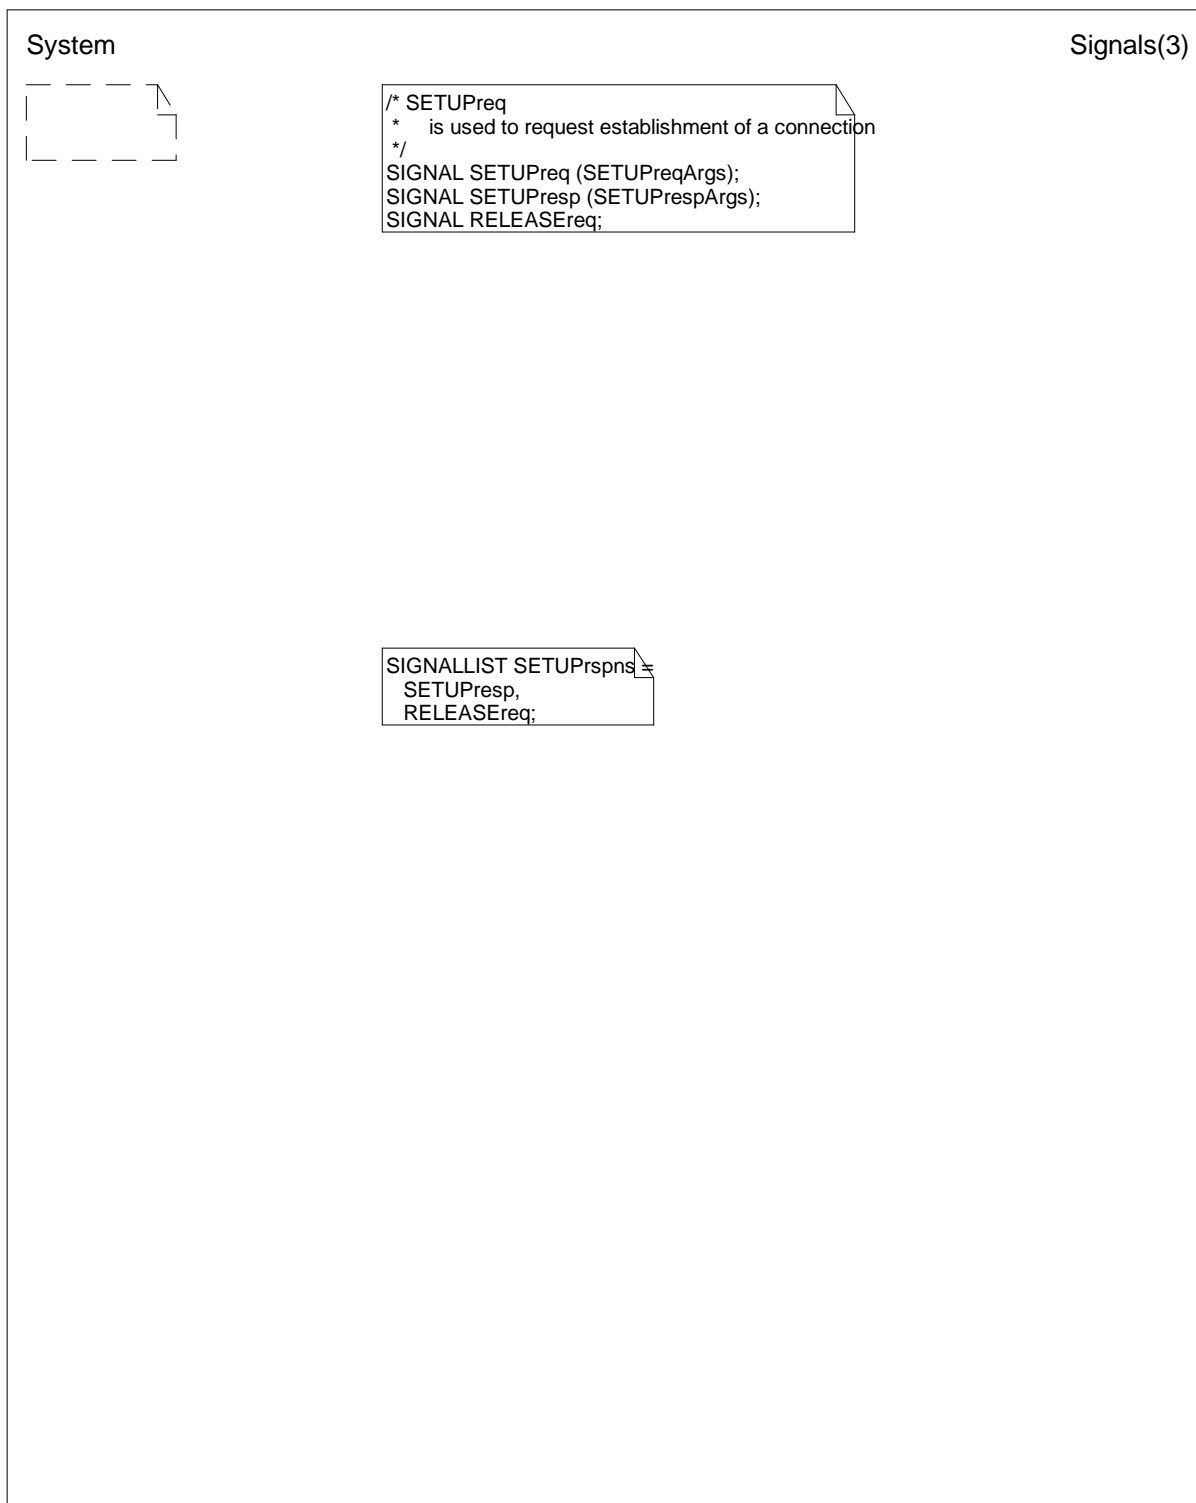 System
Signals(3)
/* SETUPreq
 *     is used to request establishment of a connection
 */
SIGNAL SETUPreq (SETUPreqArgs);
SIGNAL SETUPresp (SETUPrespArgs);
SIGNAL RELEASEreq;
SIGNALLIST SETUPrspns =
   SETUPresp,
   RELEASEreq;